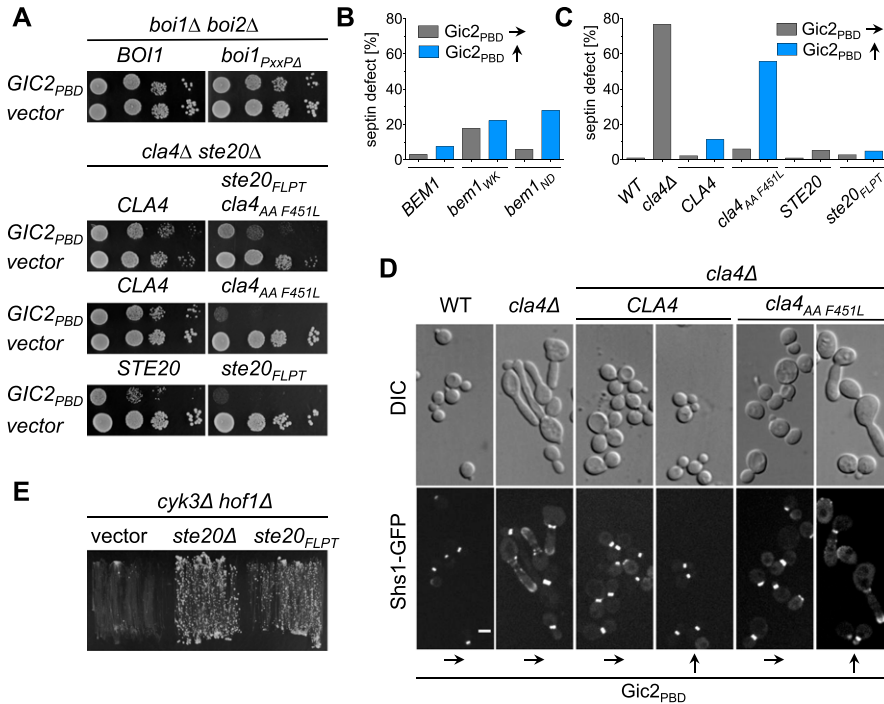 A
boi1Δ boi2Δ
BOI1 boi1PxxPΔ
GIC2PBD
vector
cla4Δ ste20Δ
ste20FLPT
CLA4 cla4AA F451L
GIC2PBD
vector
CLA4 cla4AA F451L
GIC2PBD
vector
STE20 ste20FLPT
GIC2PBD
vector
B
septin defect [%]
80
60
40
20
0
Gic2PBD →
Gic2PBD ↑
BEM1 bem1WK bem1ND
C
septin defect [%]
80
60
40
20
0
Gic2PBD →
Gic2PBD ↑
WT cla4Δ CLA4 cla4AA F451L STE20 ste20FLPT
D
cla4Δ
WT cla4Δ CLA4 cla4AA F451L
DIC
Shs1-GFP
→ → → ↑ → ↑
Gic2PBD
E
cyk3Δ hof1Δ
vector ste20Δ ste20FLPT